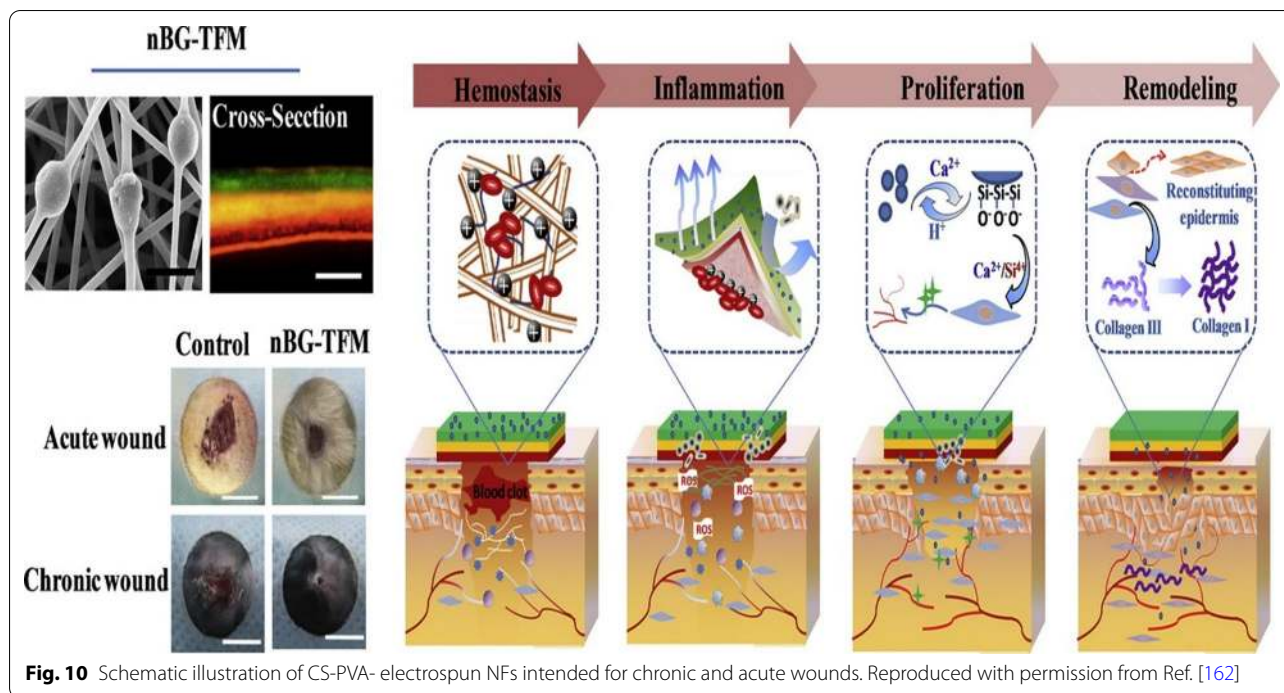 nBG-TFM
Cross-Secction
Control nBG-TFM
Acute wound
Chronic wound
Hemostasis Inflammation Proliferation Remodeling
+ + + + + + + +
Ca²⁺
H⁺
Si-Si-Si
O⁻O⁻O⁻
Ca²⁺/Si⁴⁺
Reconstituting
epidermis
Collagen III Collagen I
Blood clot
ROS ROS
ROS
Fig. 10 Schematic illustration of CS-PVA- electrospun NFs intended for chronic and acute wounds. Reproduced with permission from Ref. [162]